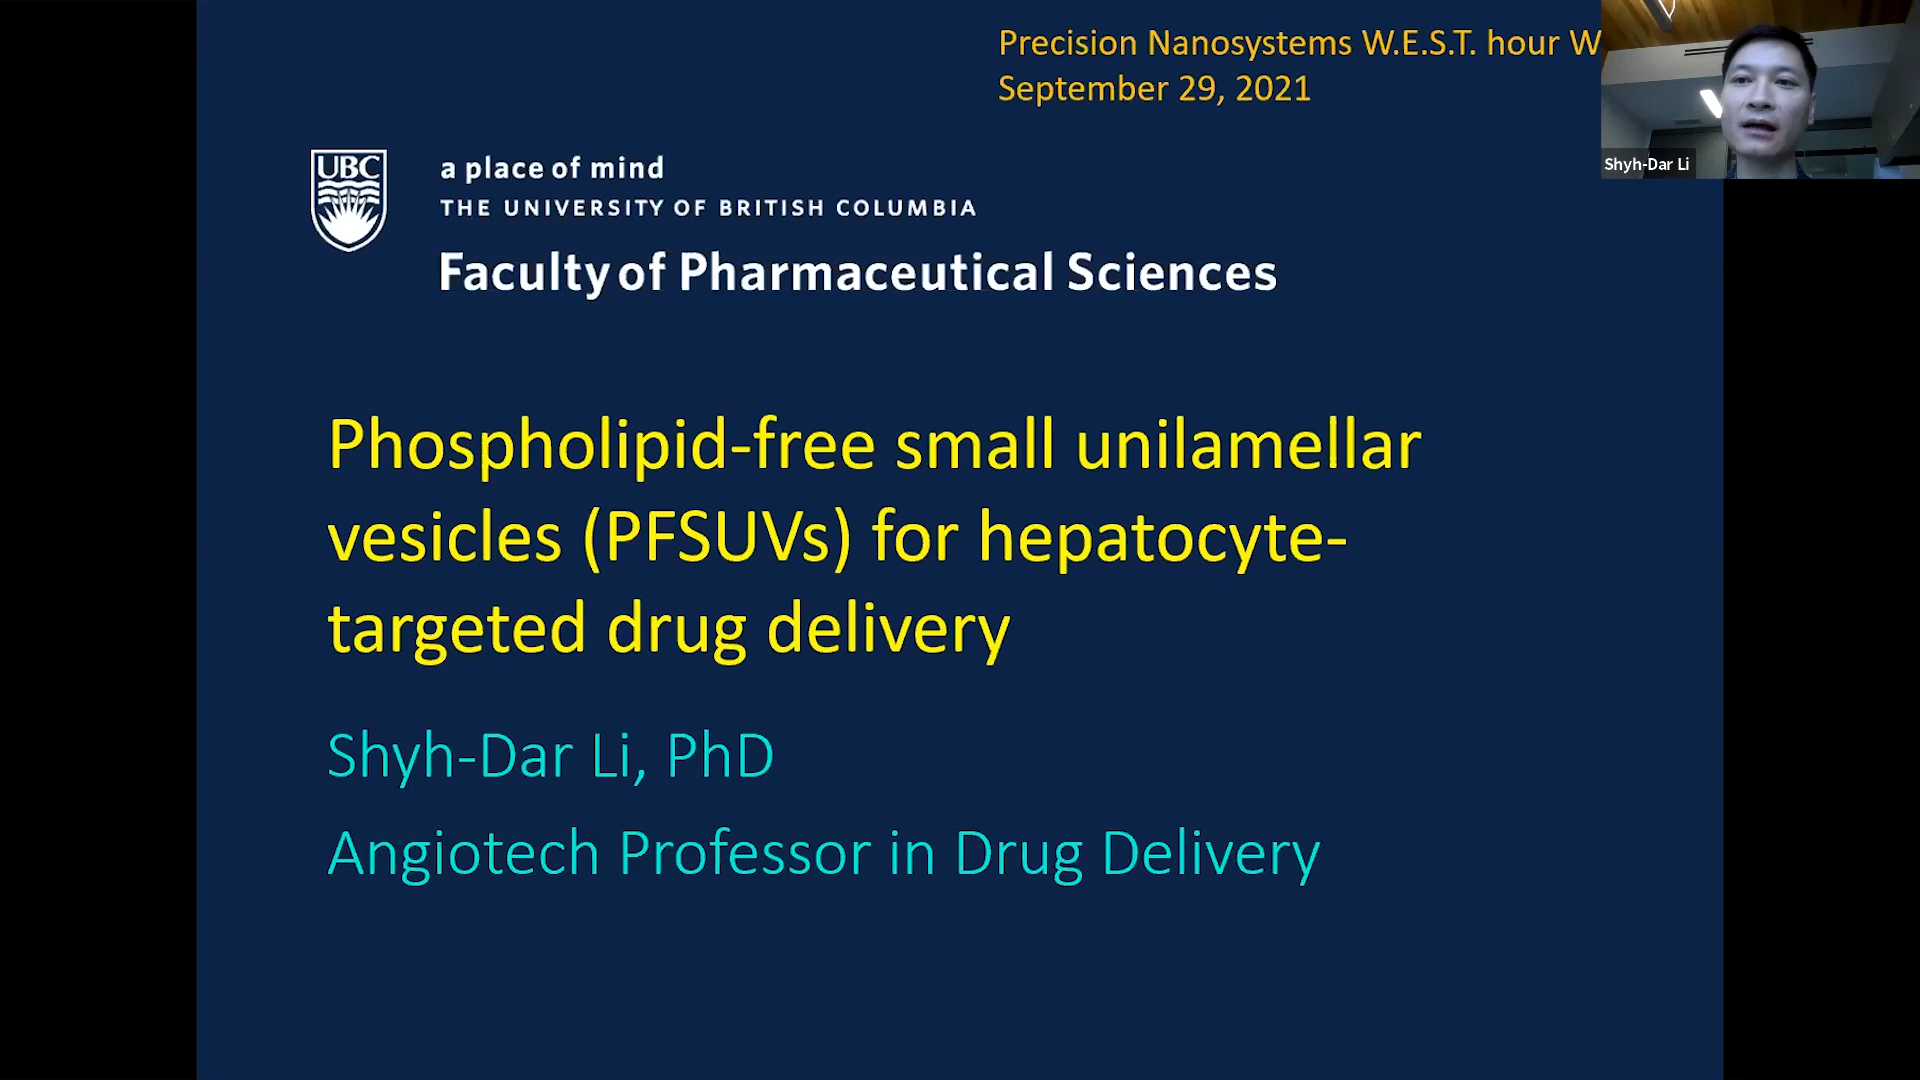 Precision Nanosystems W.E.S.T. hour W
September 29, 2021
Shyh-Dar Li
UBC
a place of mind
THE UNIVERSITY OF BRITISH COLUMBIA
Faculty of Pharmaceutical Sciences
Phospholipid-free small unilamellar
vesicles (PFSUVs) for hepatocyte-
targeted drug delivery
Shyh-Dar Li, PhD
Angiotech Professor in Drug Delivery